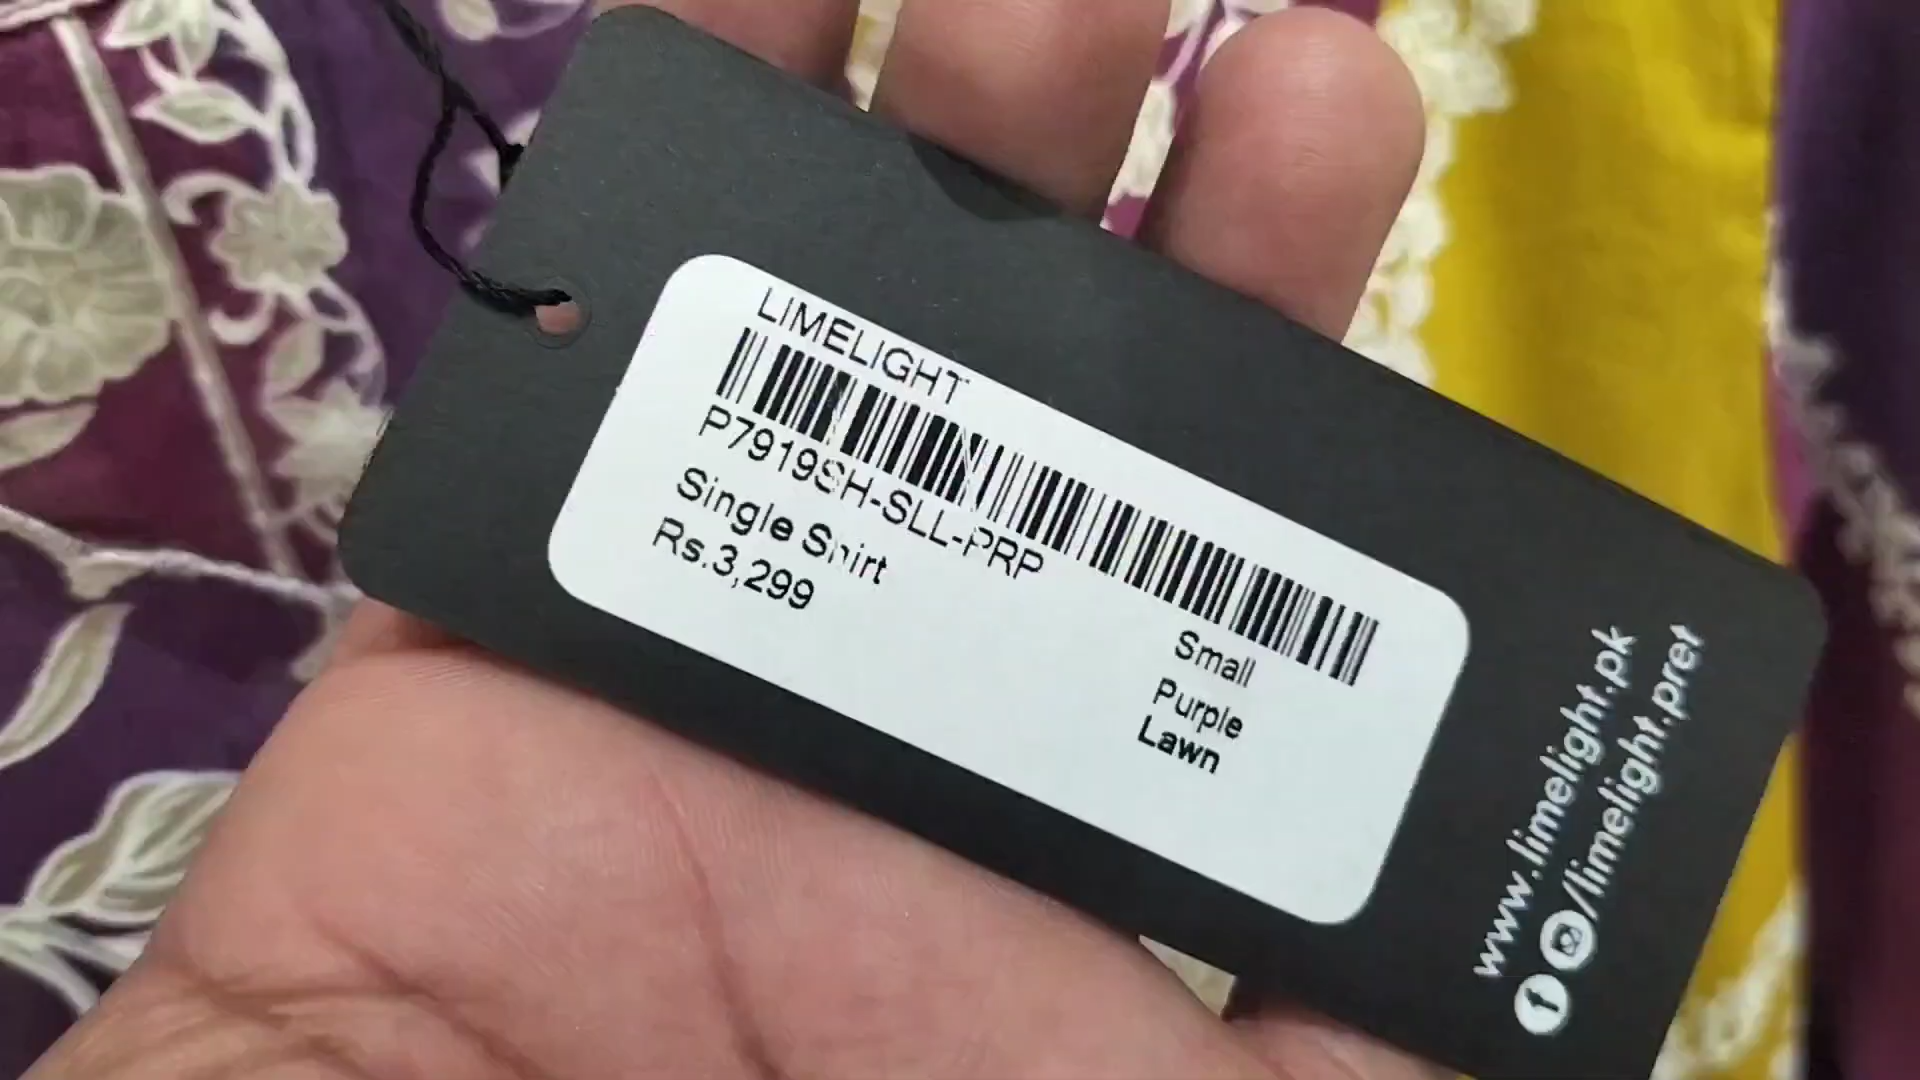 LIMELIGHT
P7919SH-SLL-PRP
Single Shirt
Rs.3,299
Small
Purple
Lawn
www.limelight.pk
/limelight.pret